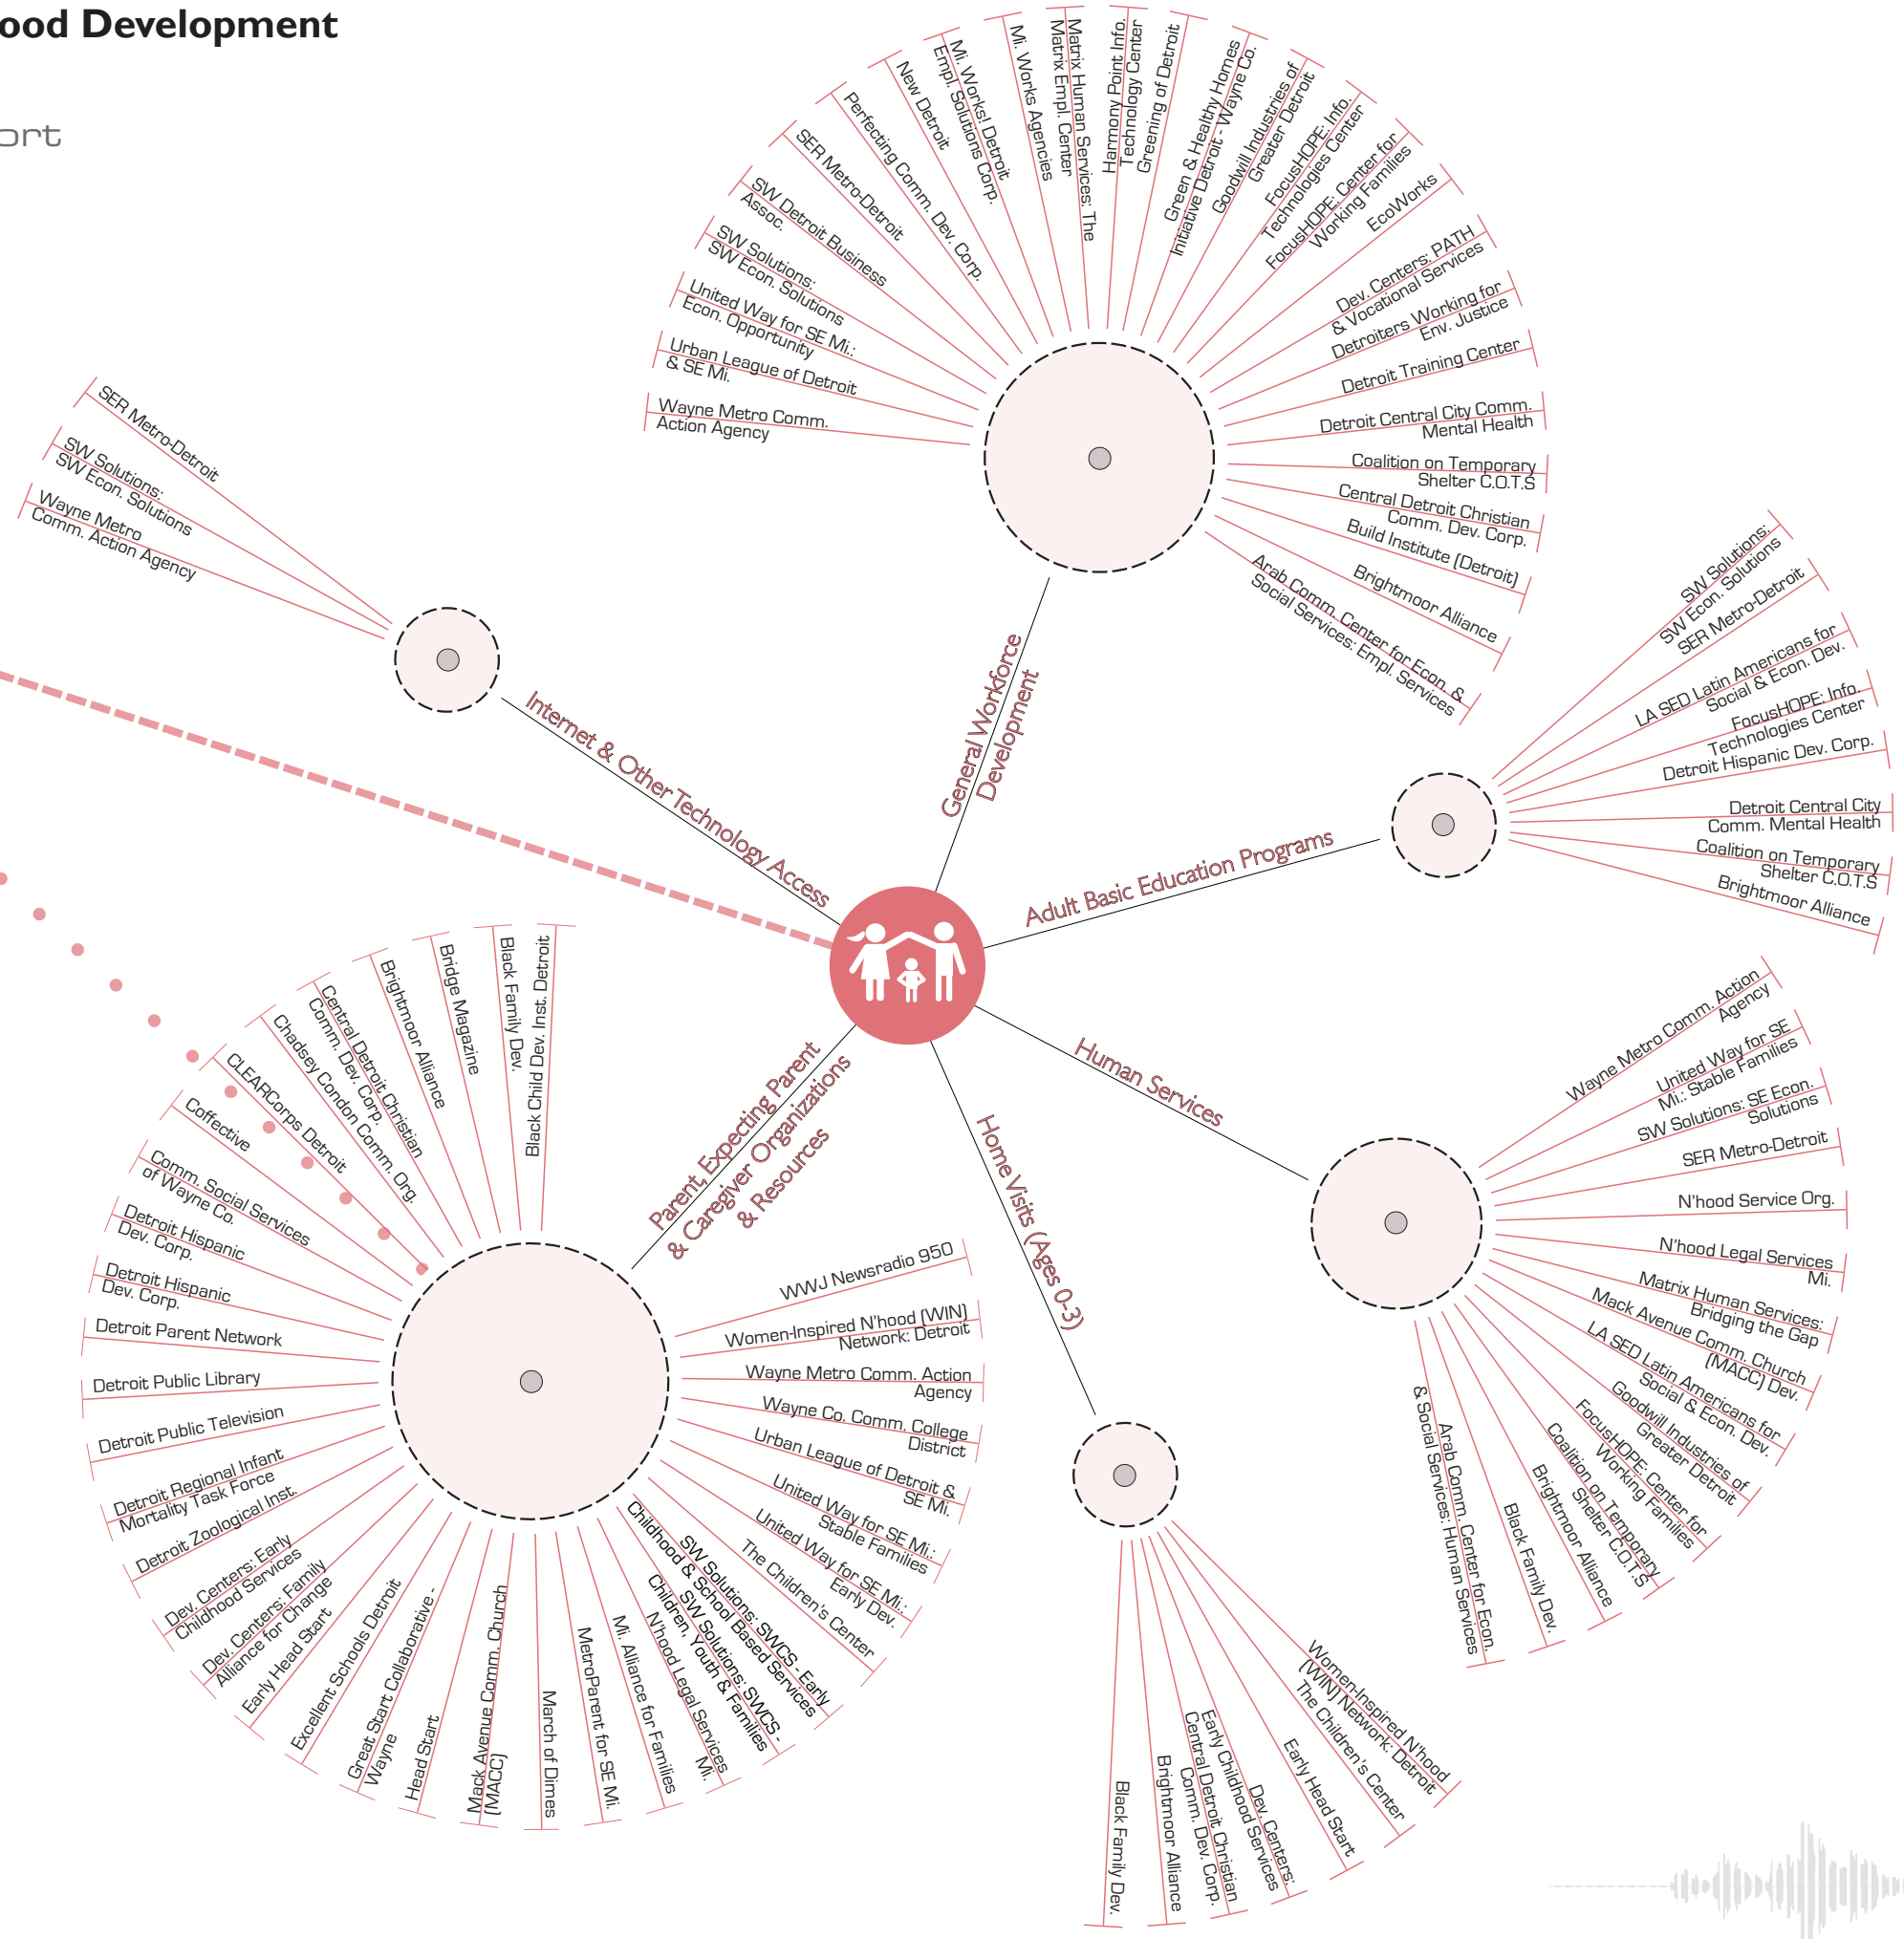 ood Development
ort
Internet & Other Technology Access
SER Metro-Detroit
SW Solutions:
SW Econ. Solutions
Wayne Metro
Comm. Action Agency
General Workforce
Development
Wayne Metro Comm.
Action Agency
Urban League of Detroit
& SE Mi.
United Way for SE Mi.:
Econ. Opportunity
SW Solutions:
SW Econ. Solutions
SW Detroit Business
Assoc.
SER Metro-Detroit
Perfecting Comm. Dev. Corp.
New Detroit
Mi. Works! Detroit
Empl. Solutions Corp.
Mi. Works Agencies
Matrix Human Services: The
Matrix Empl. Center
Harmony Point Info.
Technology Center
Greening of Detroit
Green & Healthy Homes
Initiative Detroit - Wayne Co.
Goodwill Industries of
Greater Detroit
FocusHOPE: Info.
Technologies Center
FocusHOPE: Center for
Working Families
EcoWorks
Dev. Centers: PATH
& Vocational Services
Detroiters Working for
Env. Justice
Detroit Training Center
Detroit Central City Comm.
Mental Health
Coalition on Temporary
Shelter C.O.T.S
Central Detroit Christian
Comm. Dev. Corp.
Build Institute (Detroit)
Brightmoor Alliance
Arab Comm. Center for Econ. &
Social Services: Empl. Services
Adult Basic Education Programs
SW Solutions:
SW Econ. Solutions
SER Metro-Detroit
LA SED Latin Americans for
Social & Econ. Dev.
FocusHOPE: Info.
Technologies Center
Detroit Hispanic Dev. Corp.
Detroit Central City
Comm. Mental Health
Coalition on Temporary
Shelter C.O.T.S
Brightmoor Alliance
Human Services
Wayne Metro Comm. Action
Agency
United Way for SE
Mi.: Stable Families
SW Solutions: SE Econ.
Solutions
SER Metro-Detroit
N'hood Service Org.
N'hood Legal Services
Mi.
Matrix Human Services:
Bridging the Gap
Mack Avenue Comm. Church
(MACC) Dev.
LA SED Latin Americans for
Social & Econ. Dev.
Goodwill Industries of
Greater Detroit
FocusHOPE: Center for
Working Families
Coalition on Temporary
Shelter C.O.T.S
Brightmoor Alliance
Black Family Dev.
Arab Comm. Center for Econ.
& Social Services: Human Services
Home Visits (Ages 0-3)
Women-Inspired N'hood
(WIN) Network: Detroit
The Children's Center
Early Head Start
Dev. Centers:
Early Childhood Services
Central Detroit Christian
Comm. Dev. Corp.
Brightmoor Alliance
Black Family Dev.
Parent, Expecting Parent
& Caregiver Organizations
& Resources
Black Child Dev. Inst. Detroit
Black Family Dev.
Bridge Magazine
Brightmoor Alliance
Central Detroit Christian
Comm. Dev. Corp.
Chadsey Condon Comm. Org.
CLEARCorps Detroit
Coffective
Comm. Social Services
of Wayne Co.
Detroit Hispanic
Dev. Corp.
Detroit Hispanic
Dev. Corp.
Detroit Parent Network
Detroit Public Library
Detroit Public Television
Detroit Regional Infant
Mortality Task Force
Detroit Zoological Inst.
Dev. Centers: Early
Childhood Services
Dev. Centers: Family
Alliance for Change
Early Head Start
Excellent Schools Detroit
Great Start Collaborative -
Wayne
Head Start
Mack Avenue Comm. Church
(MACC)
March of Dimes
MetroParent for SE Mi.
Mi. Alliance for Families
N'hood Legal Services
Mi.
SW Solutions: SWCS -
Children, Youth & Families
SW Solutions: SWCS - Early
Childhood & School Based Services
The Children's Center
United Way for SE Mi.:
Early Dev.
United Way for SE Mi.:
Stable Families
Urban League of Detroit &
SE Mi.
Wayne Co. Comm. College
District
Wayne Metro Comm. Action
Agency
Women-Inspired N'hood (WIN)
Network: Detroit
WWJ Newsradio 950